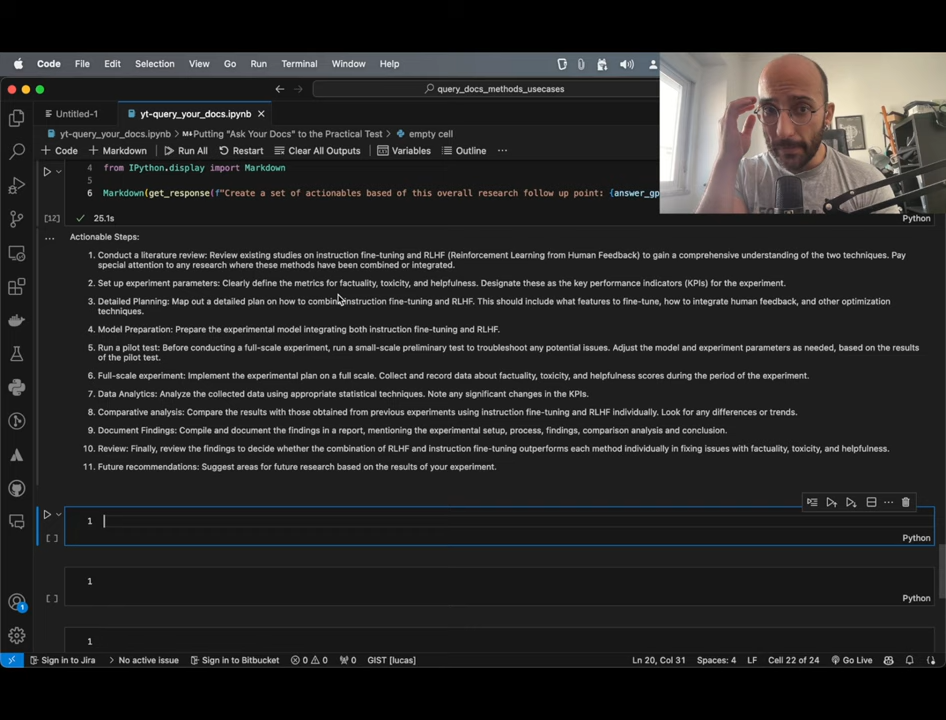 Code File Edit Selection View Go Run Terminal Window Help
query_docs_methods_usecases
Untitled-1 yt-query_your_docs.ipynb
yt-query_your_docs.ipynb > Putting "Ask Your Docs" to the Practical Test > empty cell
+ Code + Markdown Run All Restart Clear All Outputs Variables Outline ...
4 from IPython.display import Markdown
5
6 Markdown(get_response(f"Create a set of actionables based of this overall research follow up point: {answer_gp
[12] 25.1s Python
... Actionable Steps:
1. Conduct a literature review: Review existing studies on instruction fine-tuning and RLHF (Reinforcement Learning from Human Feedback) to gain a comprehensive understanding of the two techniques. Pay
special attention to any research where these methods have been combined or integrated.
2. Set up experiment parameters: Clearly define the metrics for factuality, toxicity, and helpfulness. Designate these as the key performance indicators (KPIs) for the experiment.
3. Detailed Planning: Map out a detailed plan on how to combine instruction fine-tuning and RLHF. This should include what features to fine-tune, how to integrate human feedback, and other optimization
techniques.
4. Model Preparation: Prepare the experimental model integrating both instruction fine-tuning and RLHF.
5. Run a pilot test: Before conducting a full-scale experiment, run a small-scale preliminary test to troubleshoot any potential issues. Adjust the model and experiment parameters as needed, based on the results
of the pilot test.
6. Full-scale experiment: Implement the experimental plan on a full scale. Collect and record data about factuality, toxicity, and helpfulness scores during the period of the experiment.
7. Data Analytics: Analyze the collected data using appropriate statistical techniques. Note any significant changes in the KPIs.
8. Comparative analysis: Compare the results with those obtained from previous experiments using instruction fine-tuning and RLHF individually. Look for any differences or trends.
9. Document Findings: Compile and document the findings in a report, mentioning the experimental setup, process, findings, comparison analysis and conclusion.
10. Review: Finally, review the findings to decide whether the combination of RLHF and instruction fine-tuning outperforms each method individually in fixing issues with factuality, toxicity, and helpfulness.
11. Future recommendations: Suggest areas for future research based on the results of your experiment.
1
[ ] Python
1
[ ] Python
1
1
Sign in to Jira No active issue Sign in to Bitbucket 0 0 0 GIST [lucas] Ln 20, Col 31 Spaces: 4 LF Cell 22 of 24 Go Live